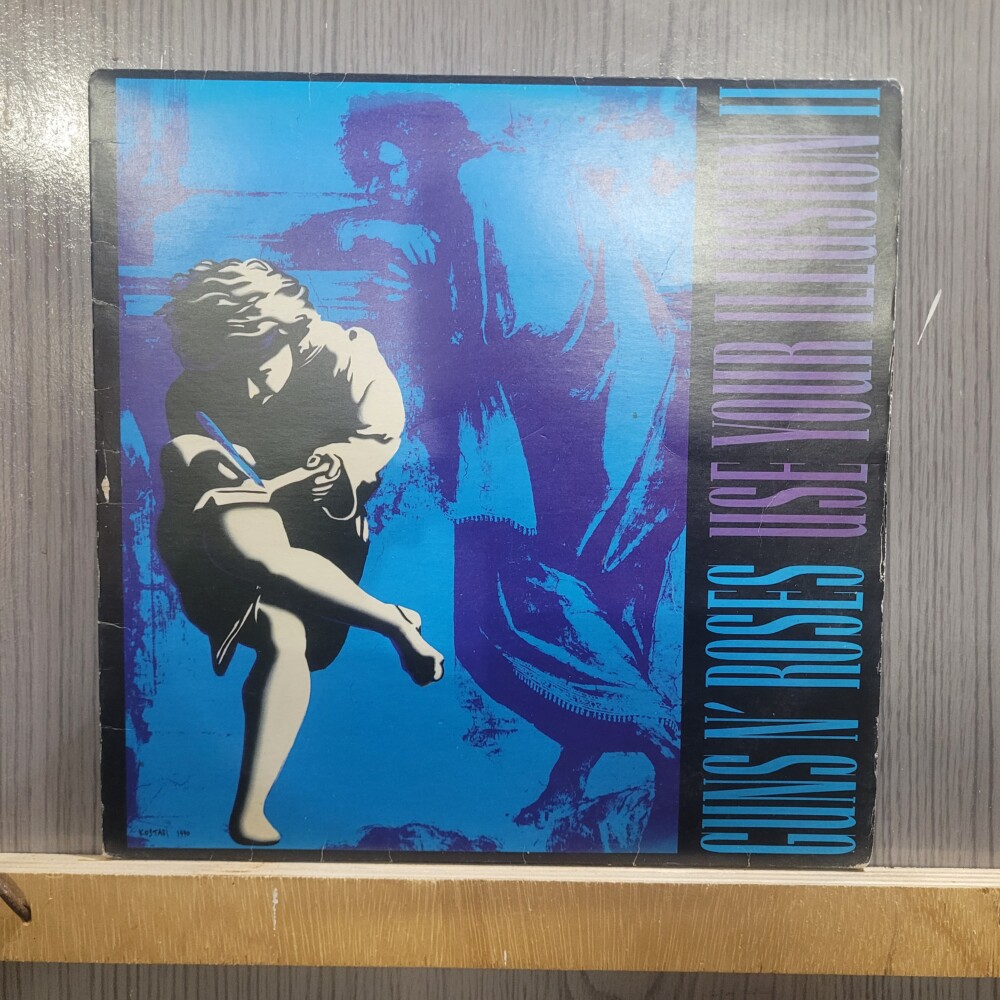 GUNS N' ROSES USE YOUR ILLUSION II
KOSTABI 1990